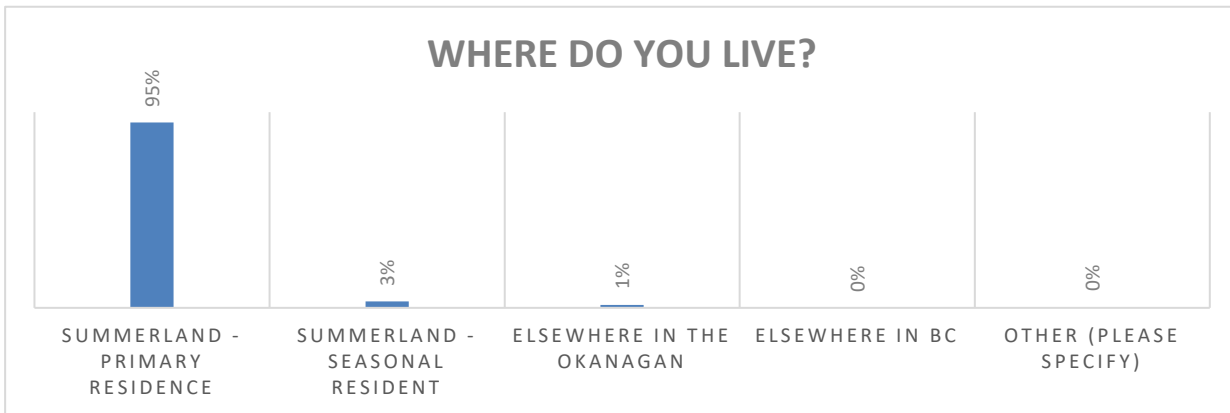 WHERE DO YOU LIVE?
95%
3%
1%
0%
0%
SUMMERLAND -
PRIMARY
RESIDENCE
SUMMERLAND -
SEASONAL
RESIDENT
ELSEWHERE IN THE
OKANAGAN
ELSEWHERE IN BC
OTHER (PLEASE
SPECIFY)